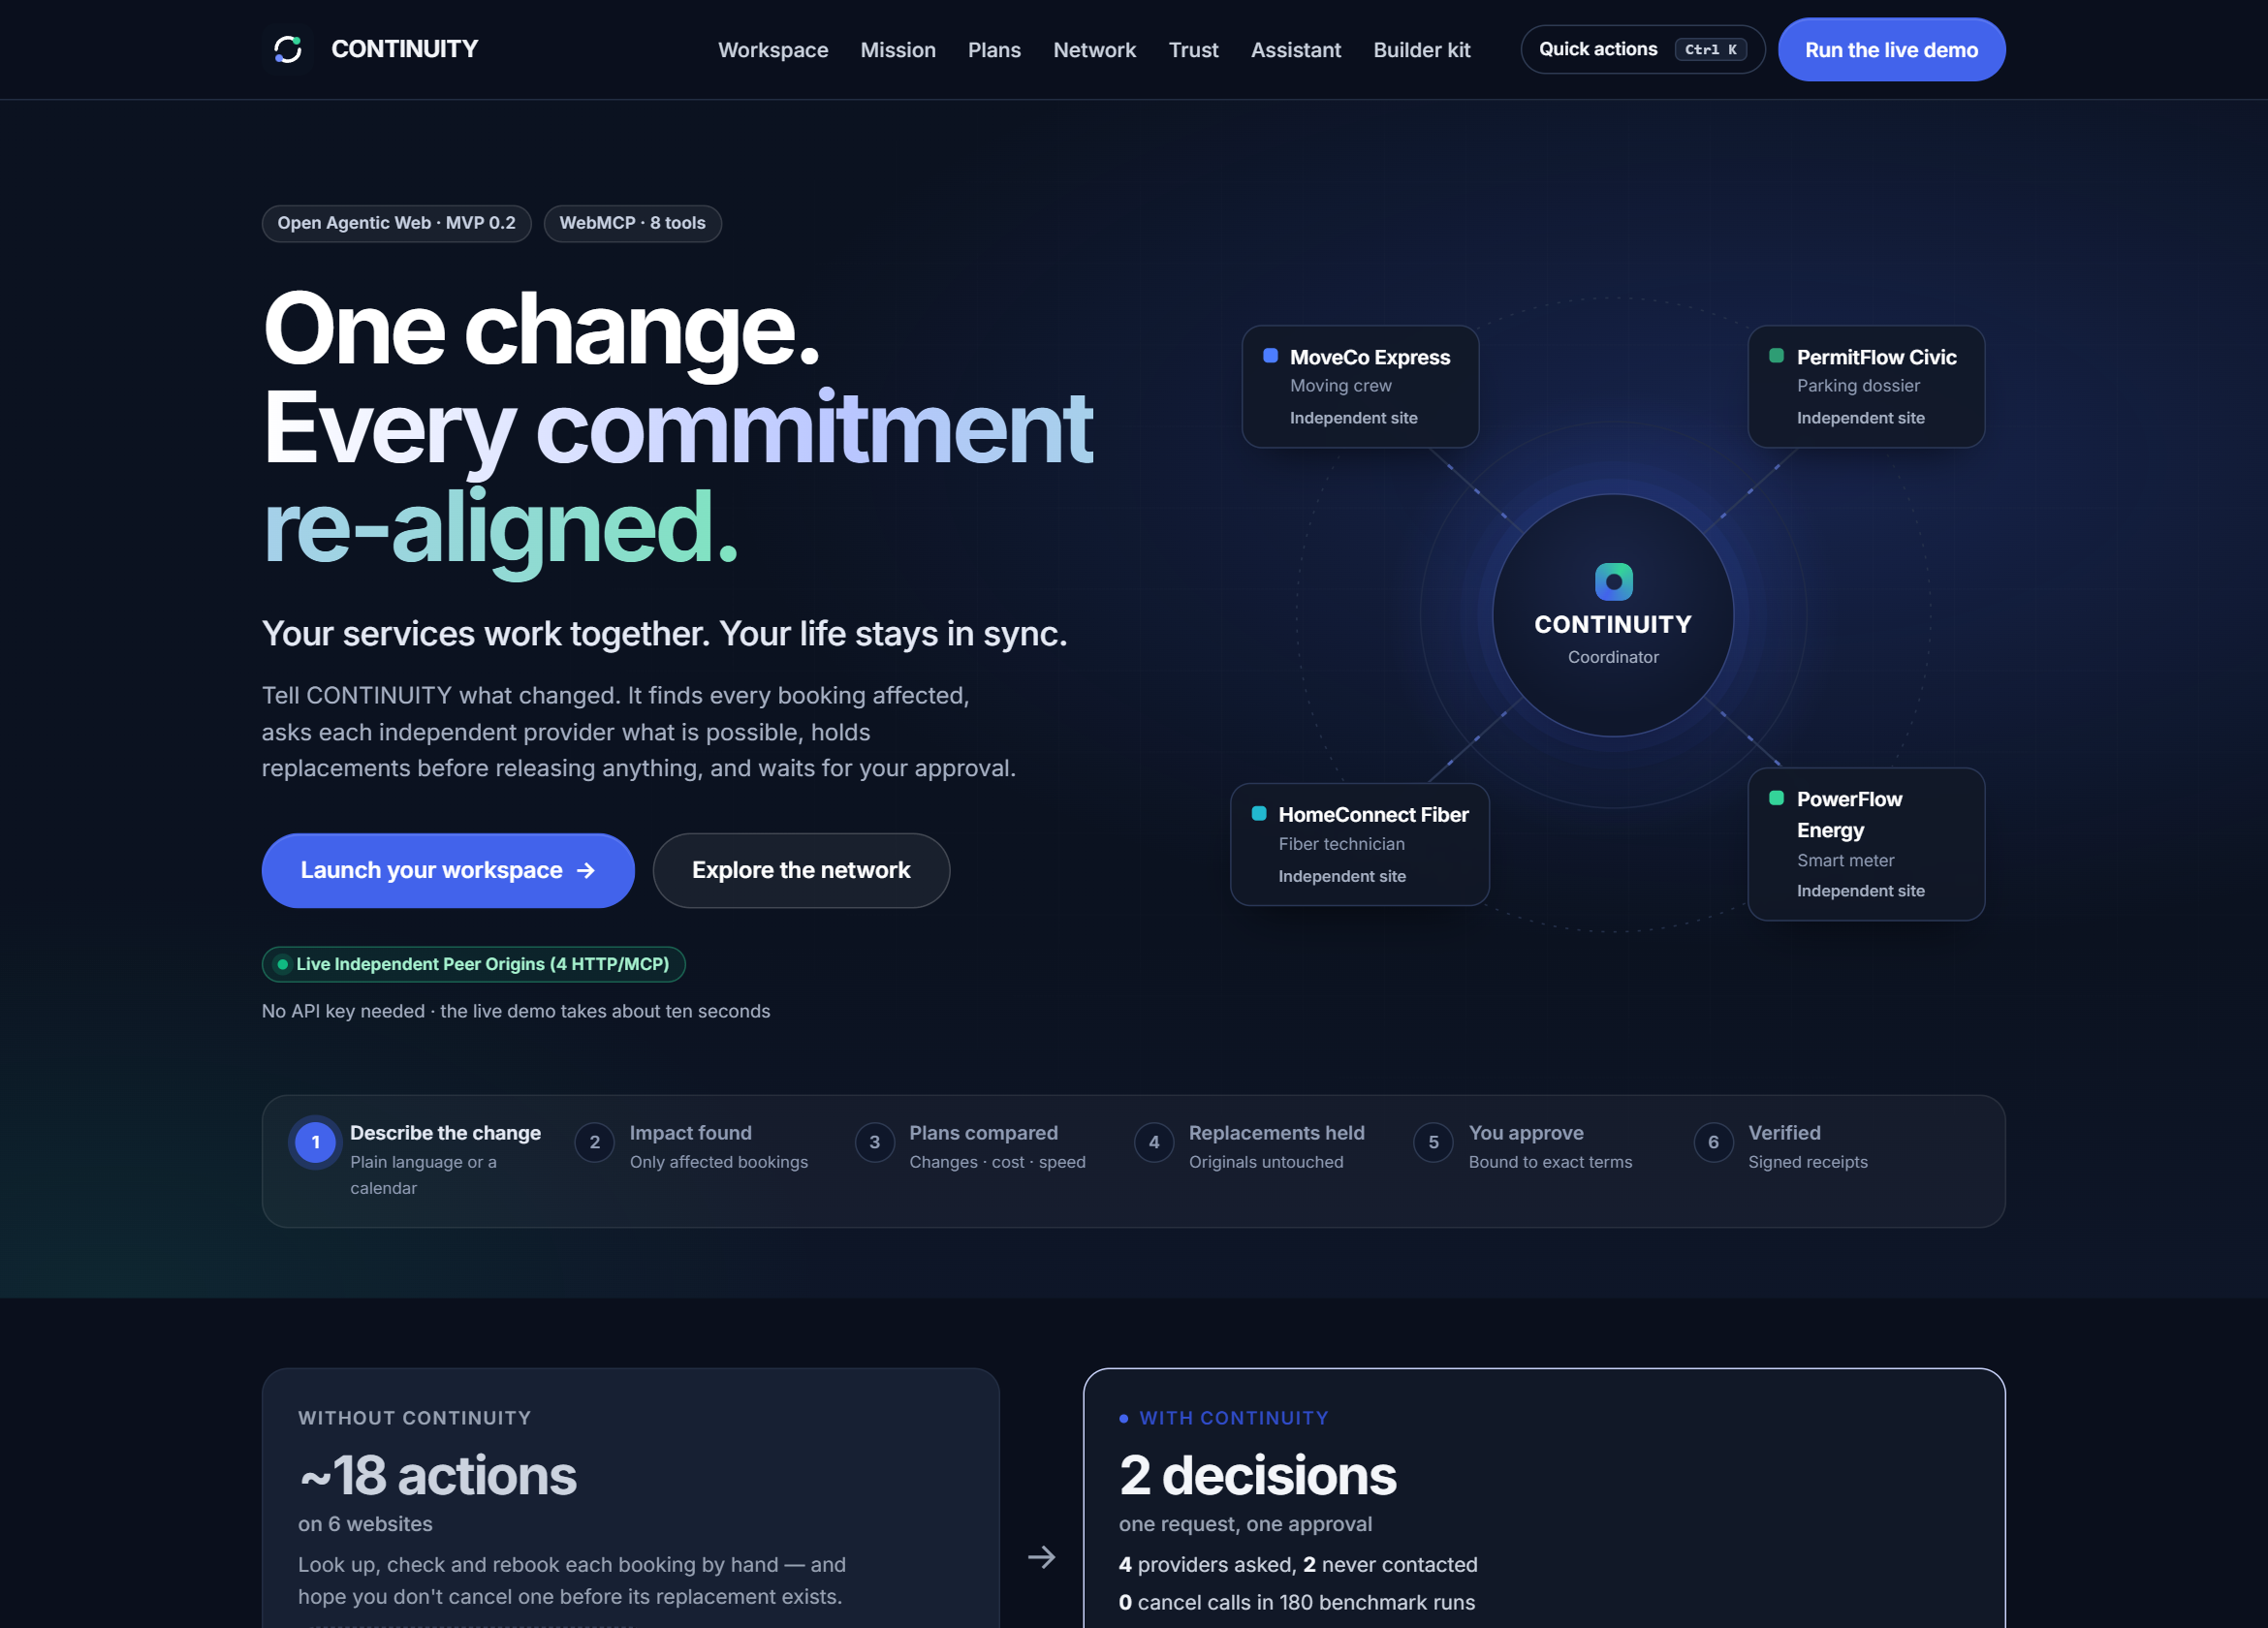 CONTINUITY
Workspace
Mission
Plans
Network
Trust
Assistant
Builder kit
Quick actions Ctrl K
Run the live demo
Open Agentic Web · MVP 0.2
WebMCP · 8 tools
One change.
Every commitment
re-aligned.
Your services work together. Your life stays in sync.
Tell CONTINUITY what changed. It finds every booking affected,
asks each independent provider what is possible, holds
replacements before releasing anything, and waits for your approval.
Launch your workspace →
Explore the network
Live Independent Peer Origins (4 HTTP/MCP)
No API key needed · the live demo takes about ten seconds
MoveCo Express
Moving crew
Independent site
PermitFlow Civic
Parking dossier
Independent site
CONTINUITY
Coordinator
HomeConnect Fiber
Fiber technician
Independent site
PowerFlow
Energy
Smart meter
Independent site
1
Describe the change
Plain language or a
calendar
2
Impact found
Only affected bookings
3
Plans compared
Changes · cost · speed
4
Replacements held
Originals untouched
5
You approve
Bound to exact terms
6
Verified
Signed receipts
WITHOUT CONTINUITY
~18 actions
on 6 websites
Look up, check and rebook each booking by hand — and
hope you don't cancel one before its replacement exists.
→
WITH CONTINUITY
2 decisions
one request, one approval
4 providers asked, 2 never contacted
0 cancel calls in 180 benchmark runs